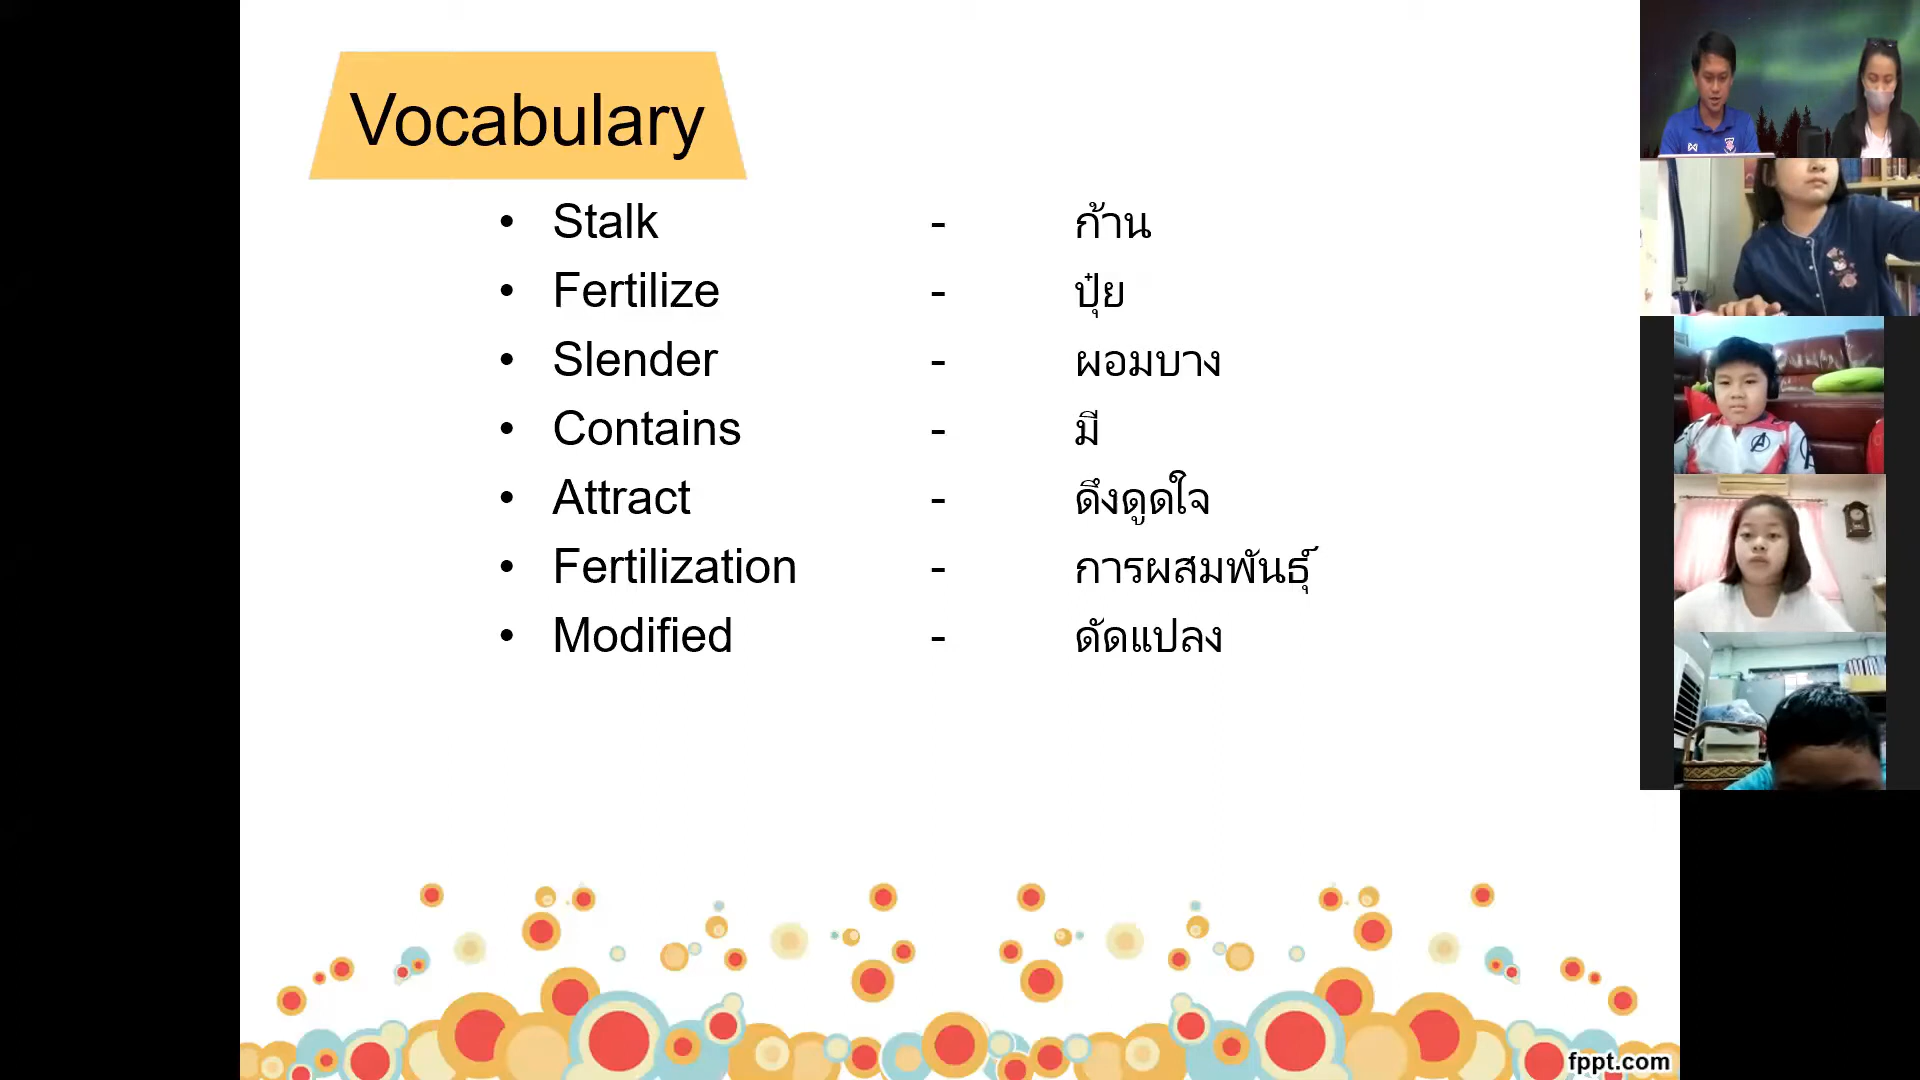 Vocabulary
• Stalk - ก้าน
• Fertilize - ปุ๋ย
• Slender - ผอมบาง
• Contains - มี
• Attract - ดึงดูดใจ
• Fertilization - การผสมพันธุ์
• Modified - ดัดแปลง
fppt.com